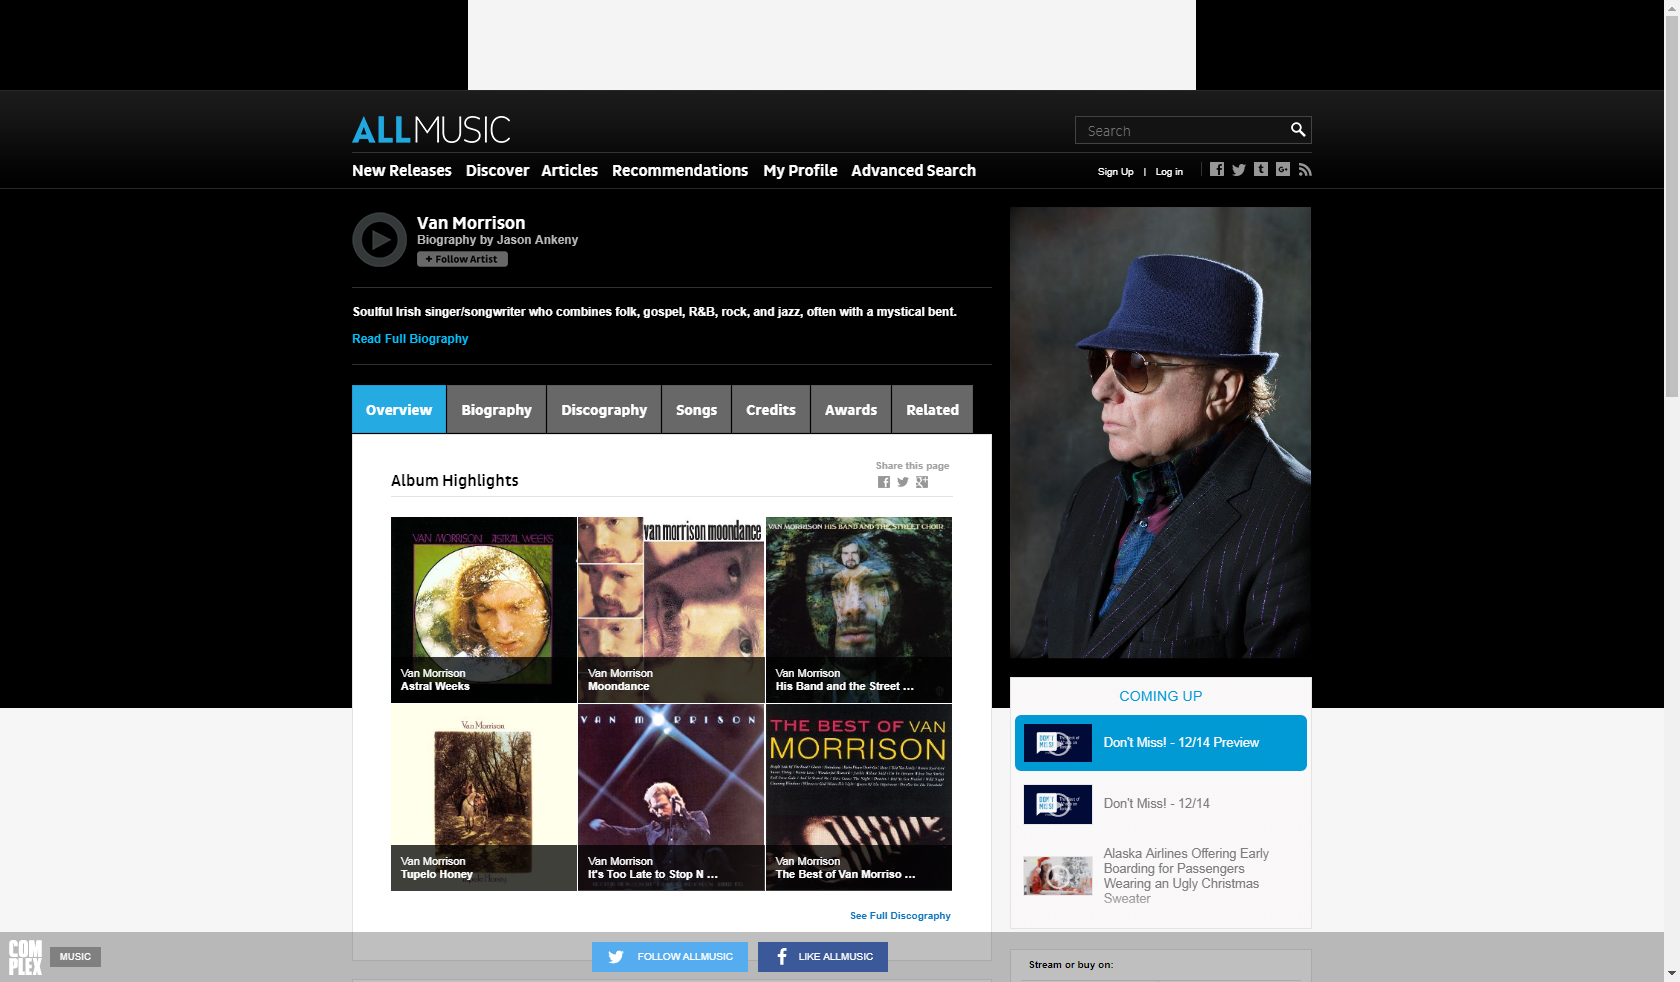 ALLMUSIC
Search
New Releases Discover Articles Recommendations My Profile Advanced Search
Sign Up | Log in
Van Morrison
Biography by Jason Ankeny
+ Follow Artist
Soulful Irish singer/songwriter who combines folk, gospel, R&B, rock, and jazz, often with a mystical bent.
Read Full Biography
Overview Biography Discography Songs Credits Awards Related
Share this page
Album Highlights
VAN MORRISON ASTRAL WEEKS
van morrison moondance
VAN MORRISON HIS BAND AND THE STREET CHOIR
Van Morrison
Astral Weeks
Van Morrison
Moondance
Van Morrison
His Band and the Street ...
Van Morrison
VAN MORRISON
THE BEST OF VAN
MORRISON
Van Morrison
Tupelo Honey
Van Morrison
It's Too Late to Stop N ...
Van Morrison
The Best of Van Morriso ...
See Full Discography
COMING UP
DON'T
MISS!
Don't Miss! - 12/14 Preview
DON'T
MISS!
Don't Miss! - 12/14
Alaska Airlines Offering Early
Boarding for Passengers
Wearing an Ugly Christmas
Sweater
Stream or buy on:
COM
PLEX
MUSIC
FOLLOW ALLMUSIC
LIKE ALLMUSIC